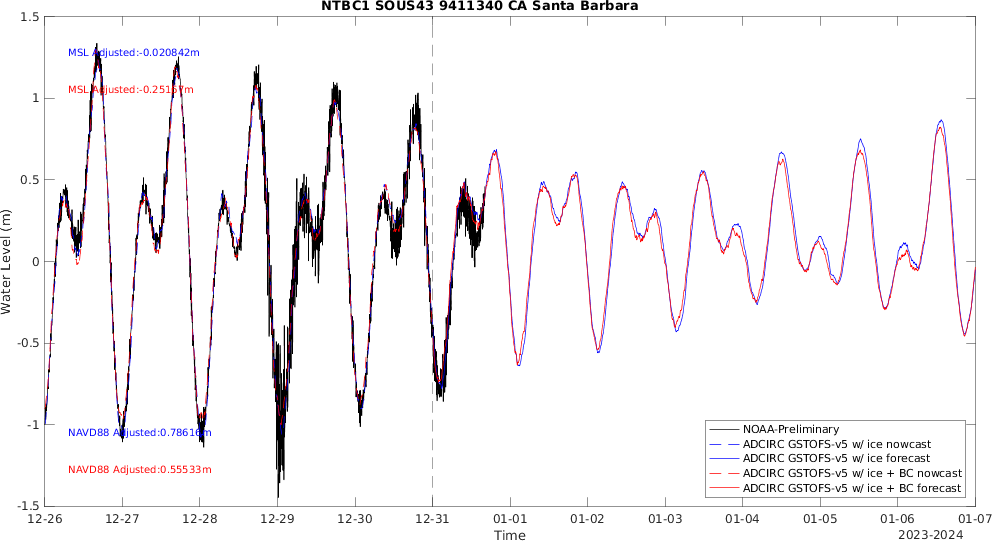 NTBC1 SOUS43 9411340 CA Santa Barbara
1.5
1
0.5
0
-0.5
-1
-1.5
Water Level (m)
MSL Adjusted:-0.020842m
MSL Adjusted:-0.25157m
NAVD88 Adjusted:0.78616m
NAVD88 Adjusted:0.55533m
NOAA-Preliminary
ADCIRC GSTOFS-v5 w/ ice nowcast
ADCIRC GSTOFS-v5 w/ ice forecast
ADCIRC GSTOFS-v5 w/ ice + BC nowcast
ADCIRC GSTOFS-v5 w/ ice + BC forecast
12-26 12-27 12-28 12-29 12-30 12-31 01-01 01-02 01-03 01-04 01-05 01-06 01-07
Time
2023-2024